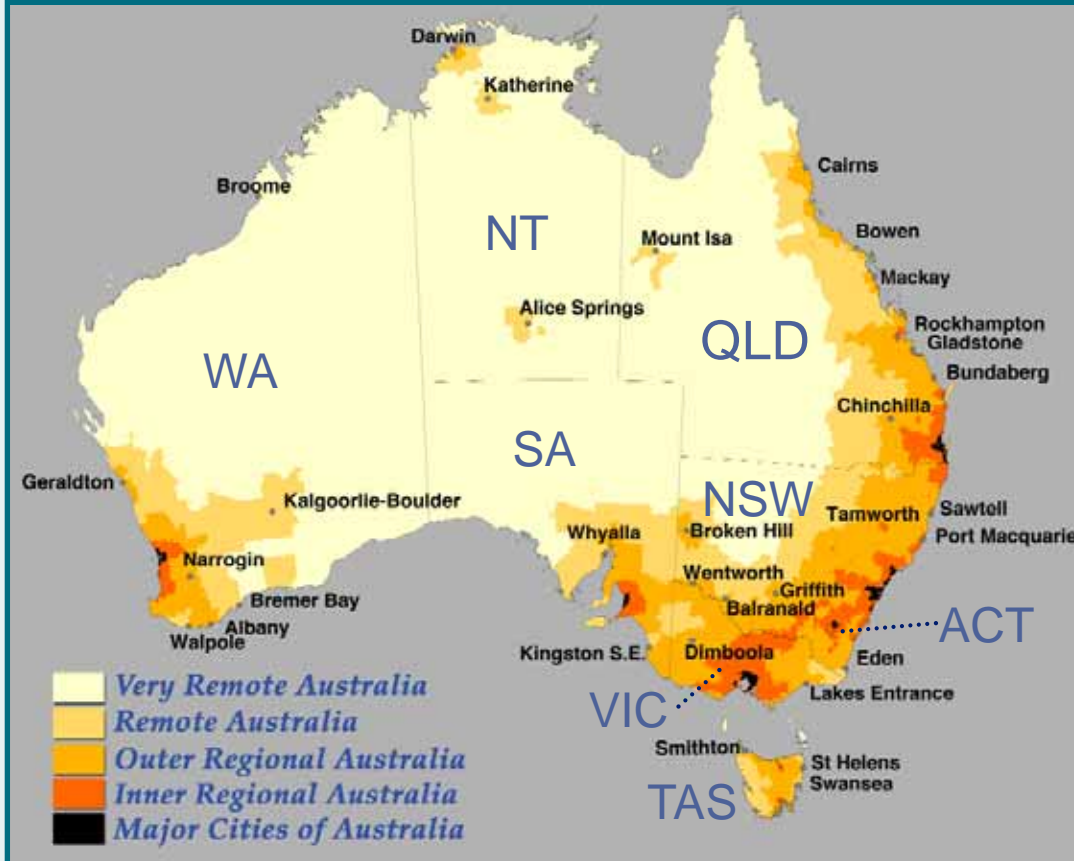 Darwin
Katherine
Cairns
Broome
NT
Mount Isa
Bowen
Mackay
Alice Springs
QLD
Rockhampton
Gladstone
WA
Bundaberg
Chinchilla
SA
Geraldton
Kalgoorlie-Boulder
NSW
Tamworth
Sawtell
Whyalla
Broken Hill
Port Macquarie
Narrogin
Wentworth
Griffith
Bremer Bay
Balranald
Albany
Walpole
ACT
Kingston S.E.
Dimboola
Eden
Lakes Entrance
VIC
Smithton
St Helens
Swansea
TAS
Very Remote Australia
Remote Australia
Outer Regional Australia
Inner Regional Australia
Major Cities of Australia